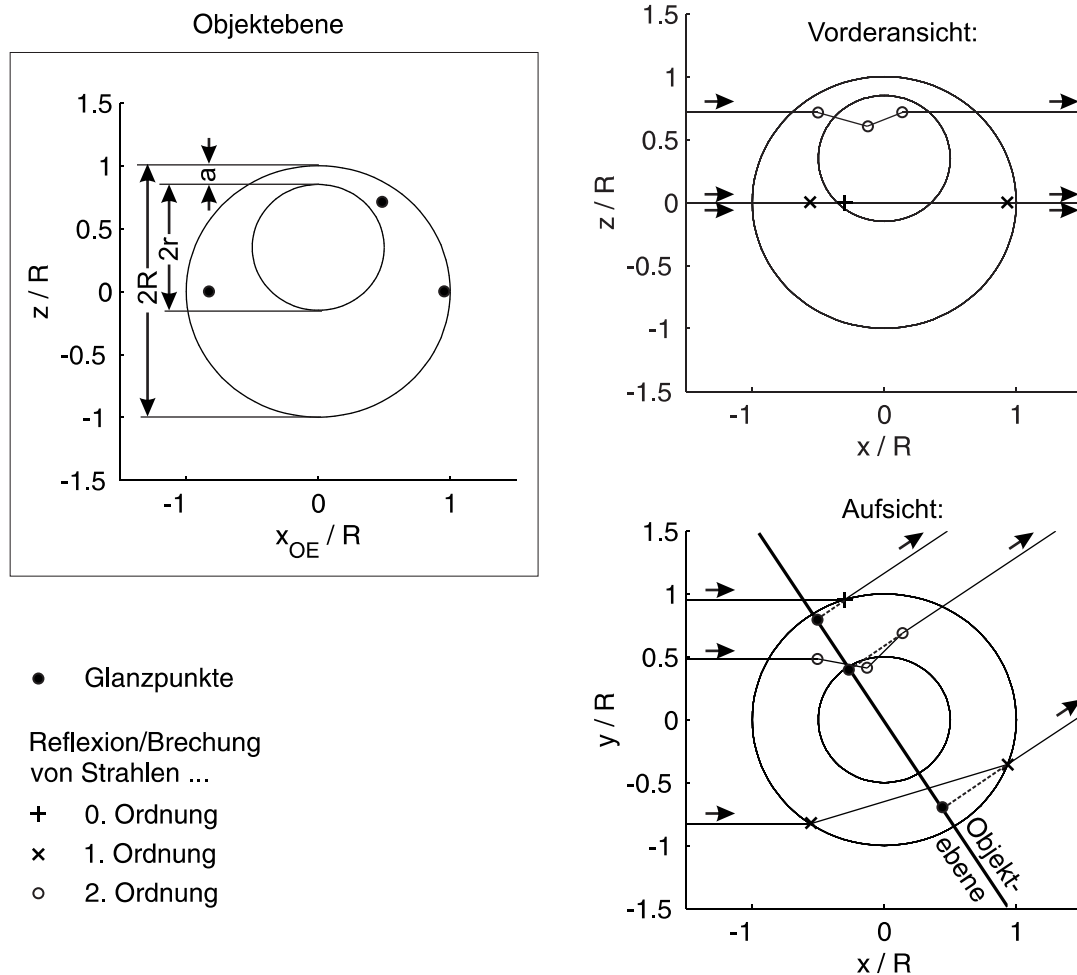 Objektebene
1.5
1
0.5
0
-0.5
-1
-1.5
z / R
2R
2r
a
-1
0
1
x_OE / R
Vorderansicht:
1.5
1
0.5
0
-0.5
-1
-1.5
z / R
-1
0
1
x / R
Aufsicht:
1.5
1
0.5
0
-0.5
-1
-1.5
y / R
Objekt-
ebene
-1
0
1
x / R
Glanzpunkte
Reflexion/Brechung
von Strahlen ...
0. Ordnung
1. Ordnung
2. Ordnung